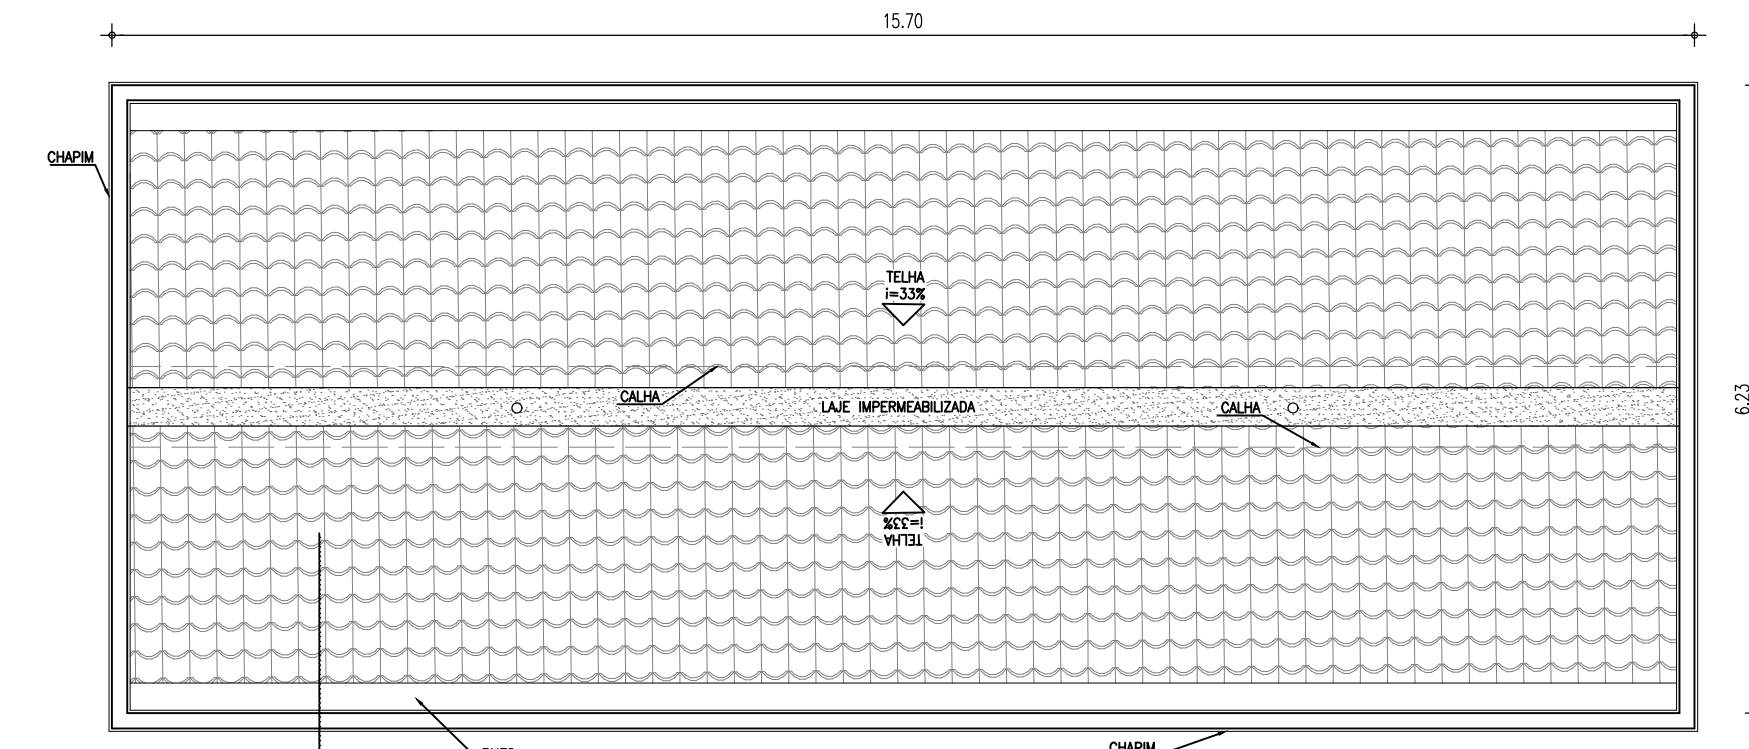 15.70
CHAPIM
TELHA
i=33%
CALHA
LAJE IMPERMEABILIZADA
CALHA
6.23
i=33%
TELHA
CHAPIM